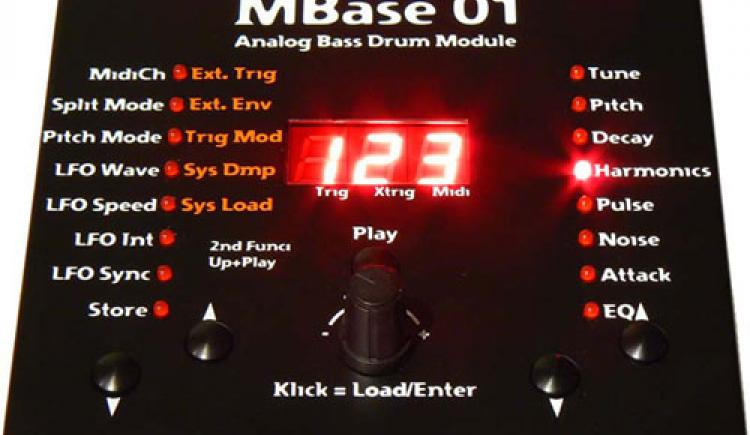 MBase 01
Analog Bass Drum Module
MidiCh Ext. Trig
Split Mode Ext. Env
Pitch Mode Trig Mod
LFO Wave Sys Dmp
LFO Speed Sys Load
LFO Int
LFO Sync
Store
2nd Funci
Up+Play
123
Trig Xtrig Midi
Play
- +
Klick = Load/Enter
Tune
Pitch
Decay
Harmonics
Pulse
Noise
Attack
EQ